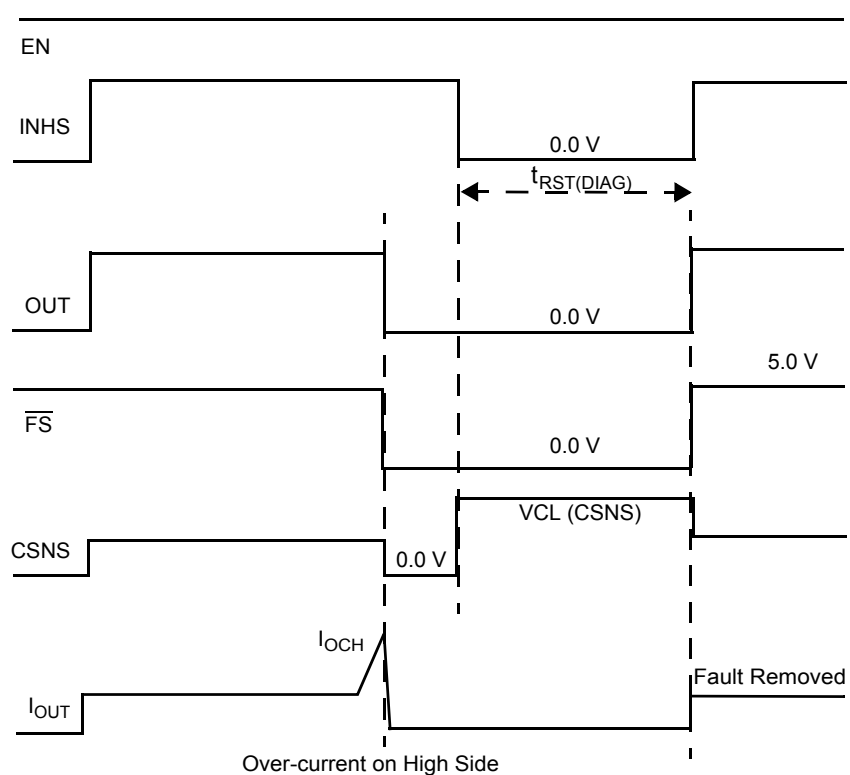 EN
INHS
0.0 V
tRST(DIAG)
OUT
0.0 V
5.0 V
FS
0.0 V
VCL (CSNS)
CSNS
0.0 V
IOCH
Fault Removed
IOUT
Over-current on High Side